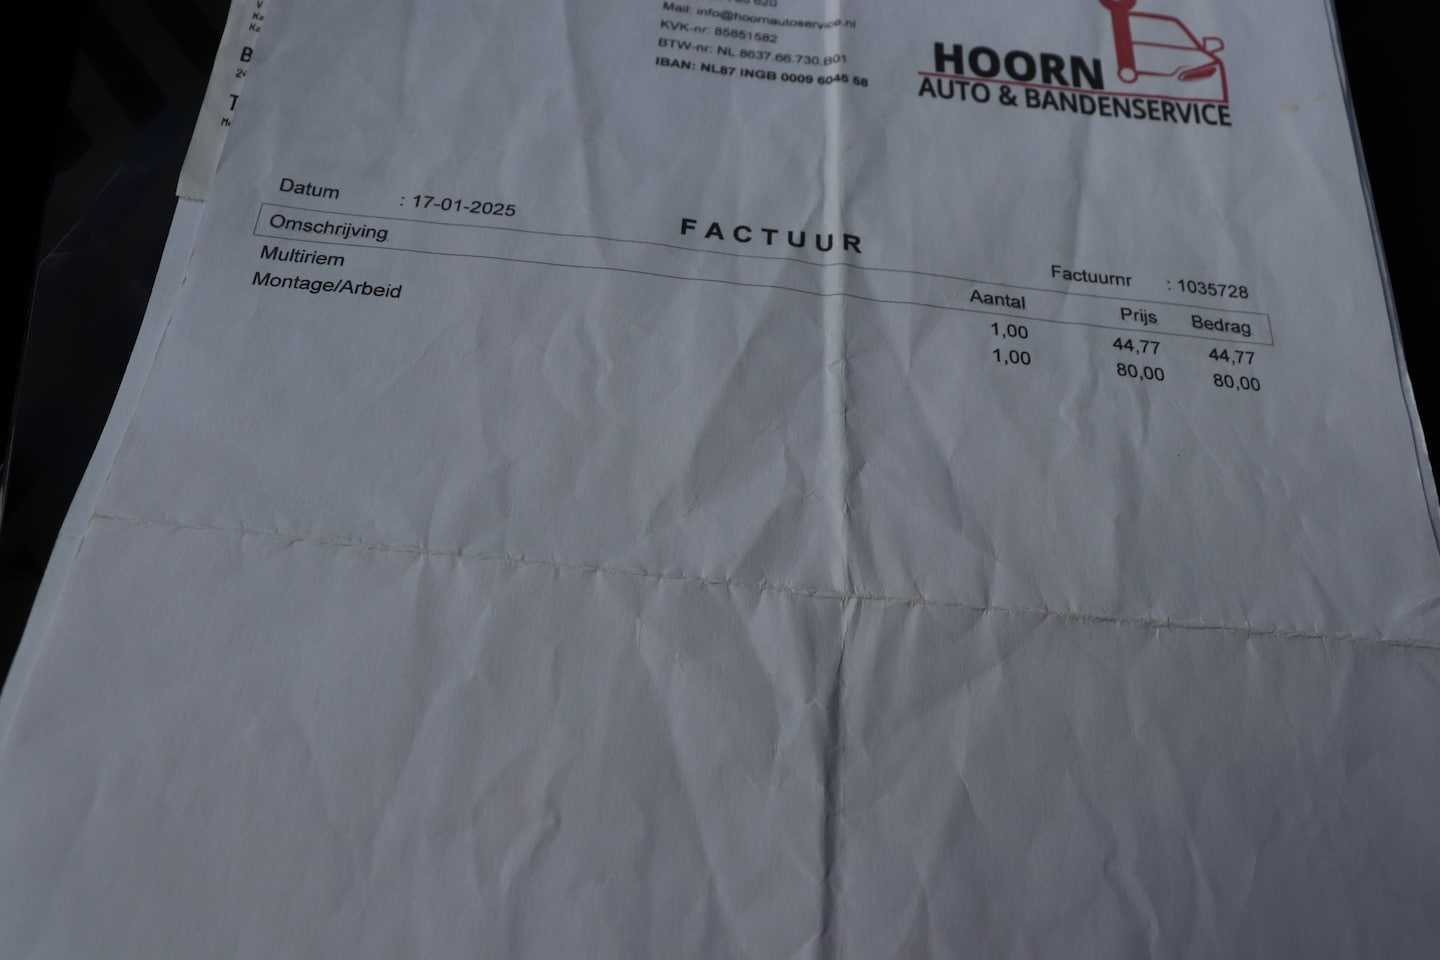 Mail: info@hoornautoservice.nl
KVK-nr: 85851582
BTW-nr: NL.8637.66.730.B01
IBAN: NL87 INGB 0009 6045 58
HOORN
AUTO & BANDENSERVICE
Datum : 17-01-2025
FACTUUR
Factuurnr : 1035728
Omschrijving Aantal Prijs Bedrag
Multiriem 1,00 44,77 44,77
Montage/Arbeid 1,00 80,00 80,00